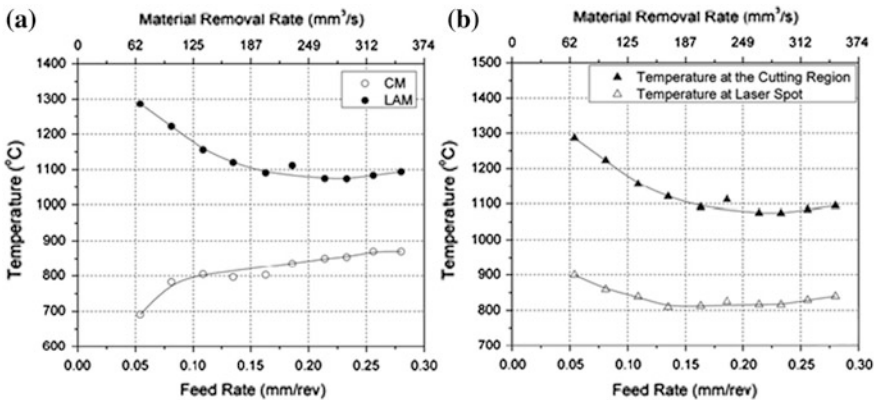 (a)
Material Removal Rate (mm³/s)
0 62 125 187 249 312 374
1400
1300
1200
1100
1000
900
800
700
600
Temperature (°C)
CM
LAM
0.00 0.05 0.10 0.15 0.20 0.25 0.30
Feed Rate (mm/rev)
(b)
Material Removal Rate (mm³/s)
0 62 125 187 249 312 374
1500
1400
1300
1200
1100
1000
900
800
700
Temperature (°C)
Temperature at the Cutting Region
Temperature at Laser Spot
0.00 0.05 0.10 0.15 0.20 0.25 0.30
Feed Rate (mm/rev)